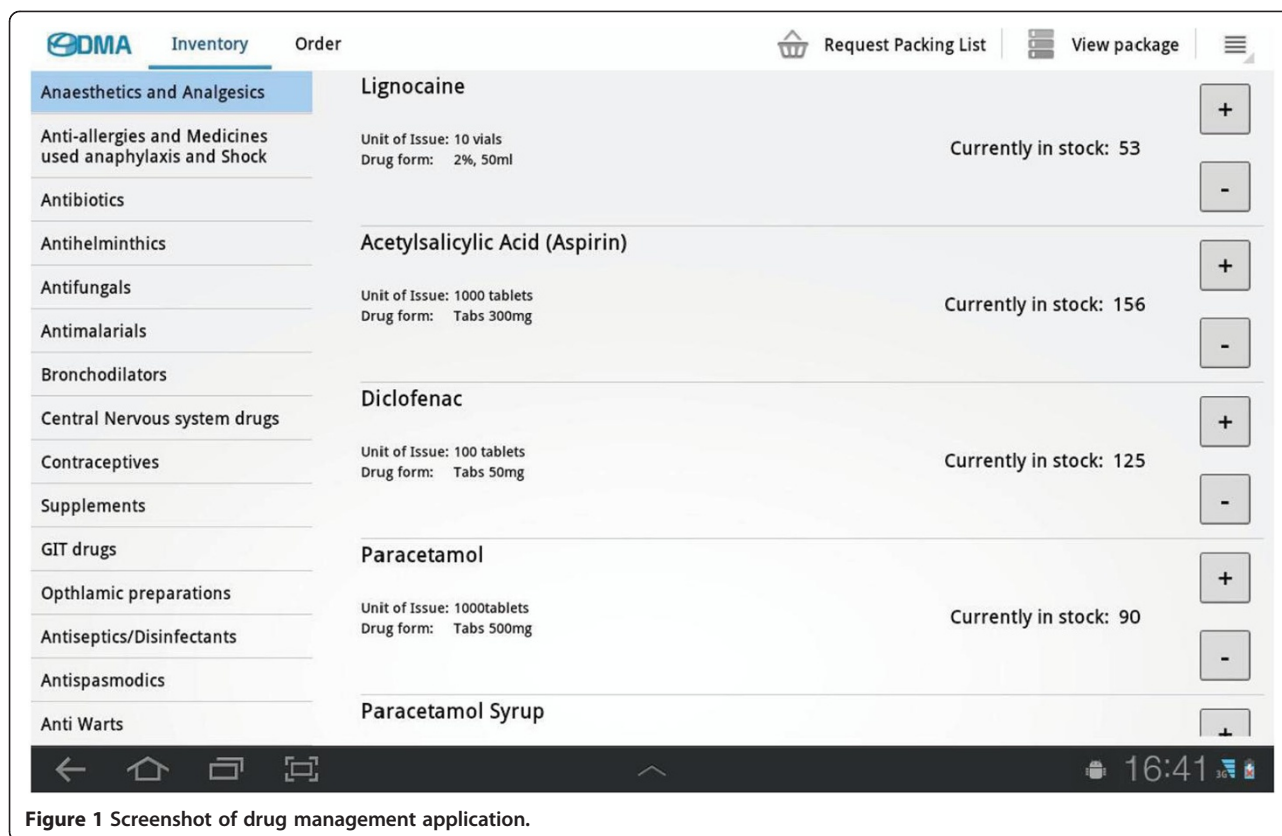 DMA Inventory Order Request Packing List View package
Anaesthetics and Analgesics
Anti-allergies and Medicines
used anaphylaxis and Shock
Antibiotics
Antihelminthics
Antifungals
Antimalarials
Bronchodilators
Central Nervous system drugs
Contraceptives
Supplements
GIT drugs
Opthlamic preparations
Antiseptics/Disinfectants
Antispasmodics
Anti Warts
Lignocaine
Unit of Issue: 10 vials
Drug form: 2%, 50ml
Currently in stock: 53
+
-
Acetylsalicylic Acid (Aspirin)
Unit of Issue: 1000 tablets
Drug form: Tabs 300mg
Currently in stock: 156
+
-
Diclofenac
Unit of Issue: 100 tablets
Drug form: Tabs 50mg
Currently in stock: 125
+
-
Paracetamol
Unit of Issue: 1000tablets
Drug form: Tabs 500mg
Currently in stock: 90
+
-
Paracetamol Syrup
+
16:41 3G
Figure 1 Screenshot of drug management application.